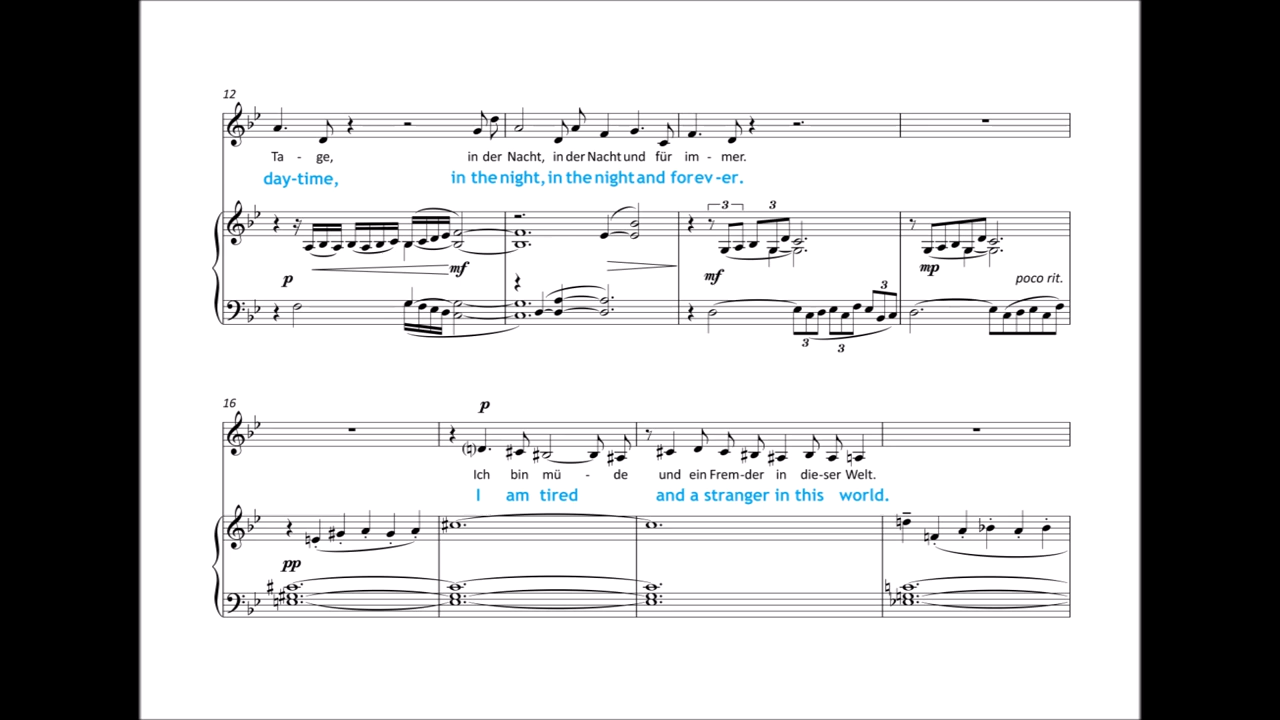 12
Ta - ge, in der Nacht, in der Nacht und für im - mer.
day-time, in the night, in the night and forev-er.
3 3
p mf mf mp
poco rit.
3
3 3
16
p
Ich bin mü - de und ein Frem-der in die-ser Welt.
I am tired and a stranger in this world.
pp